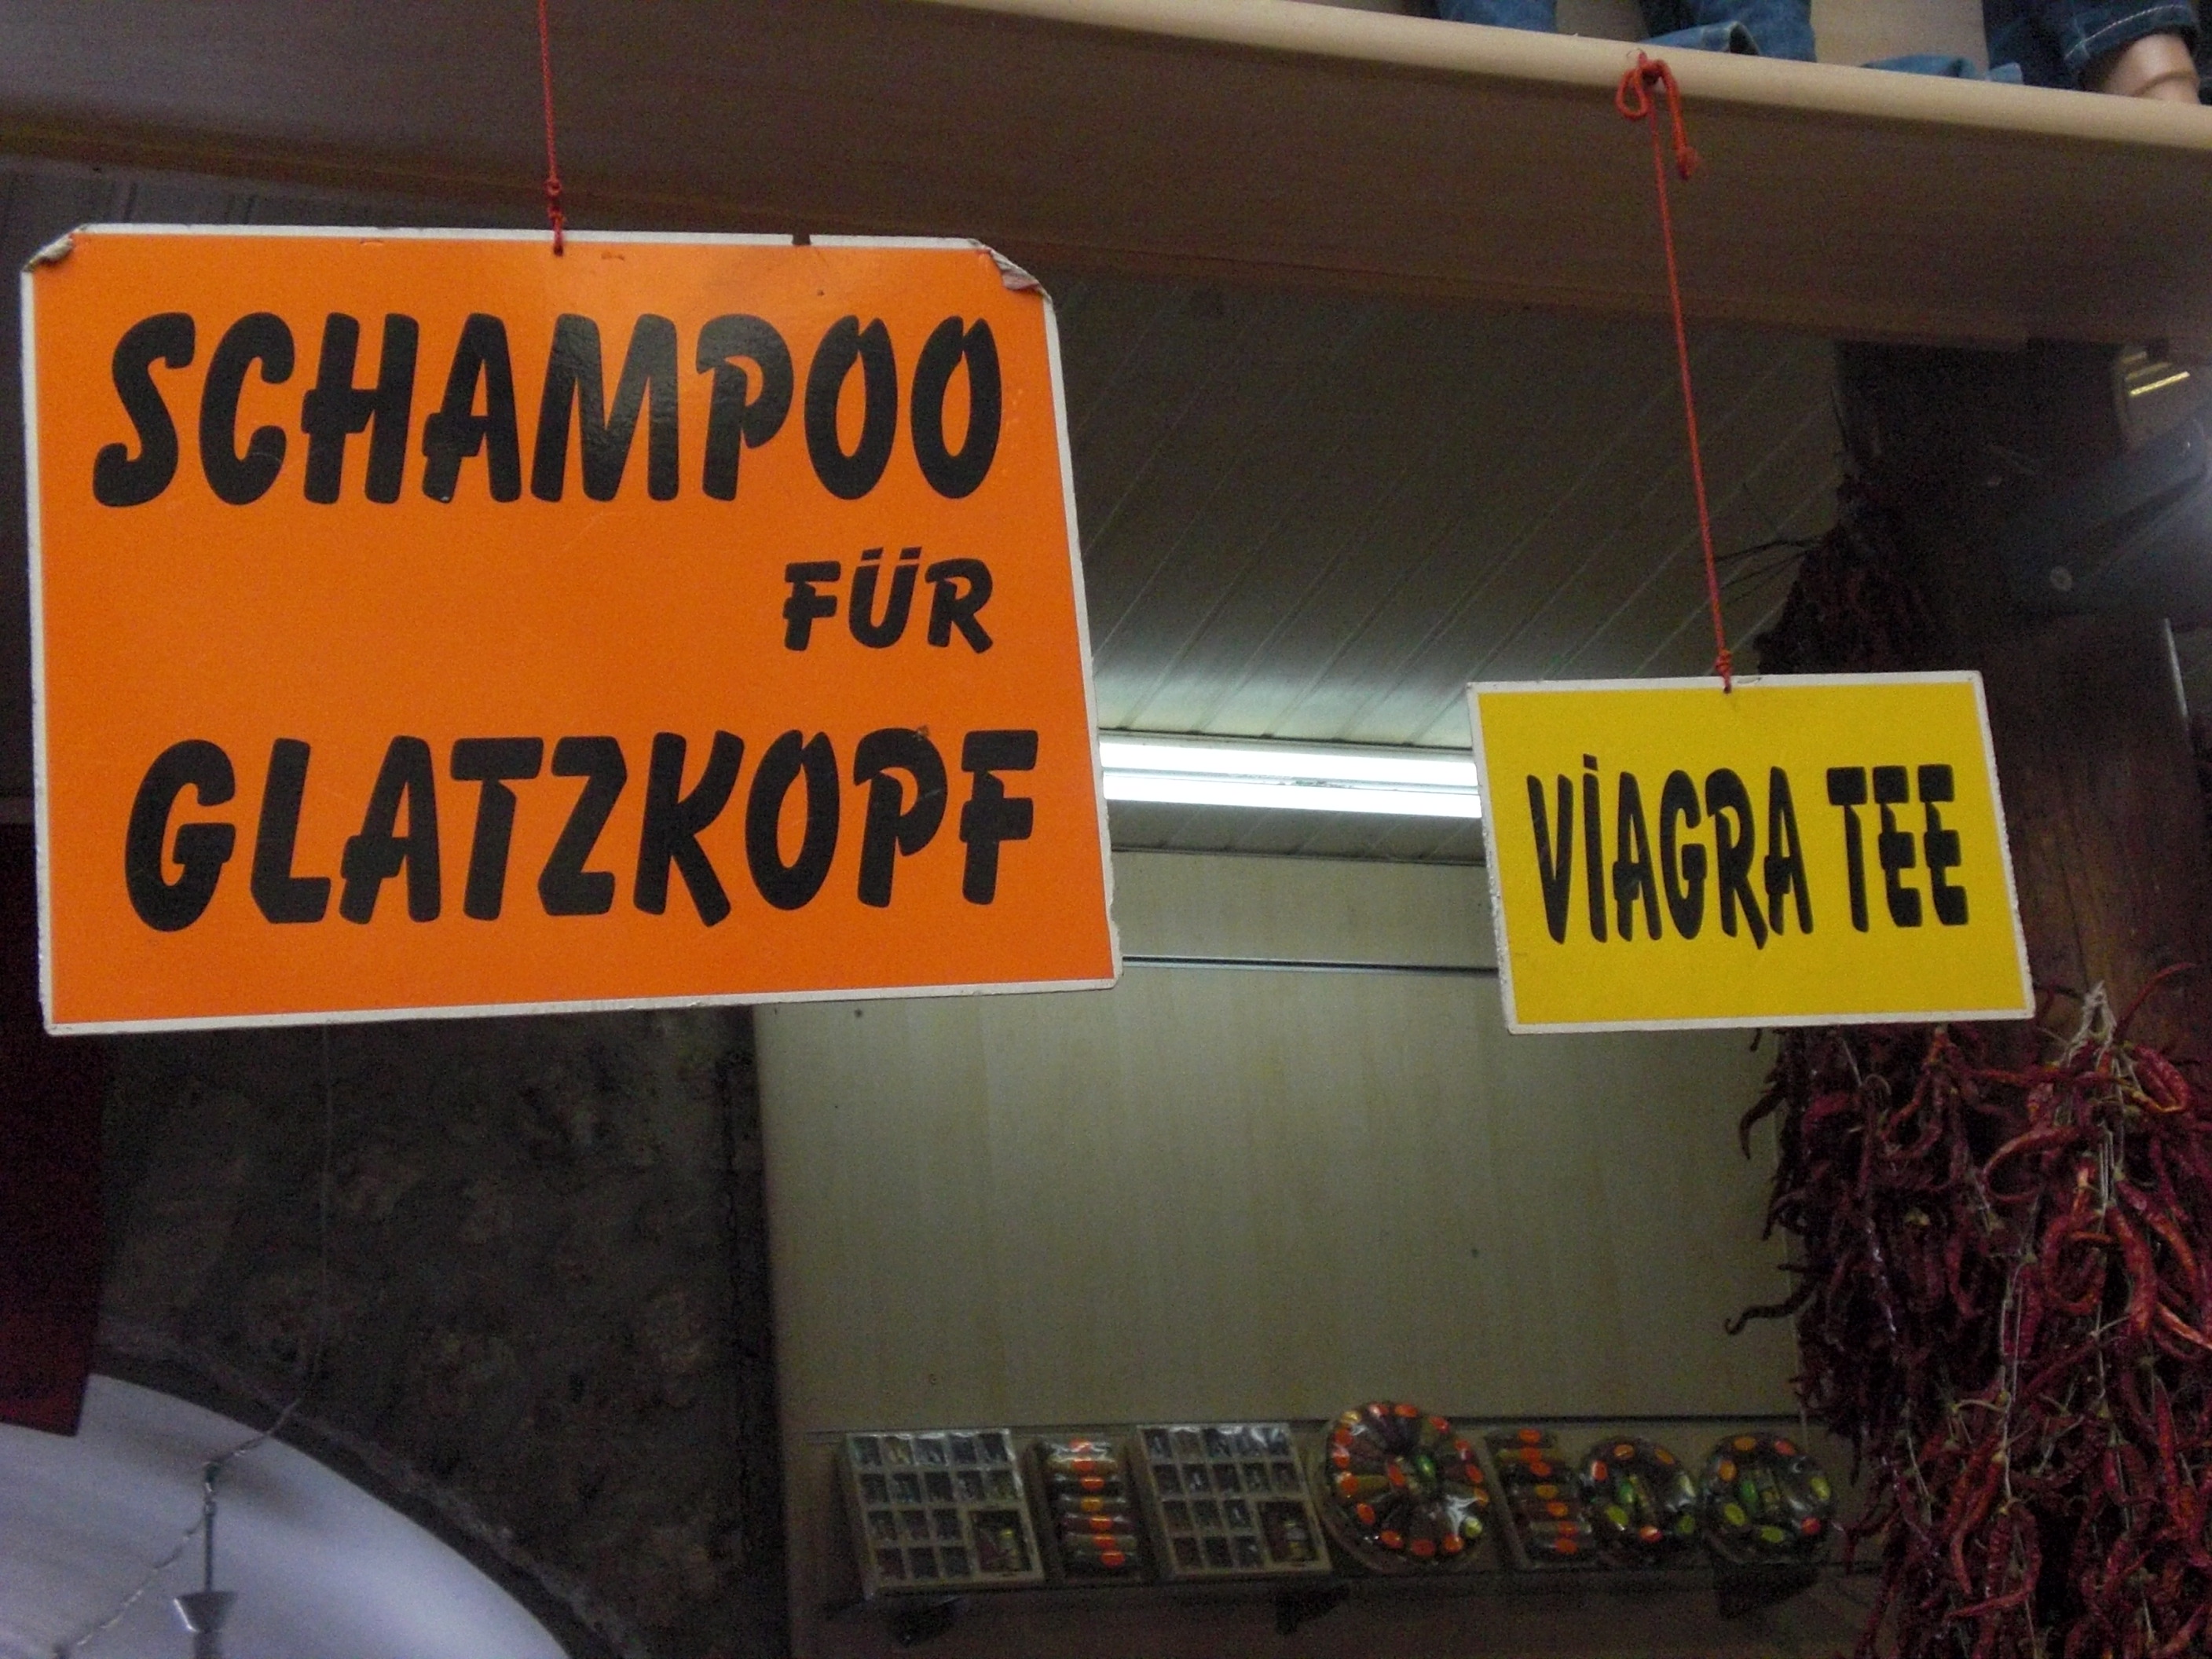 SCHAMPOO
FÜR
GLATZKOPF
VİAGRA TEE